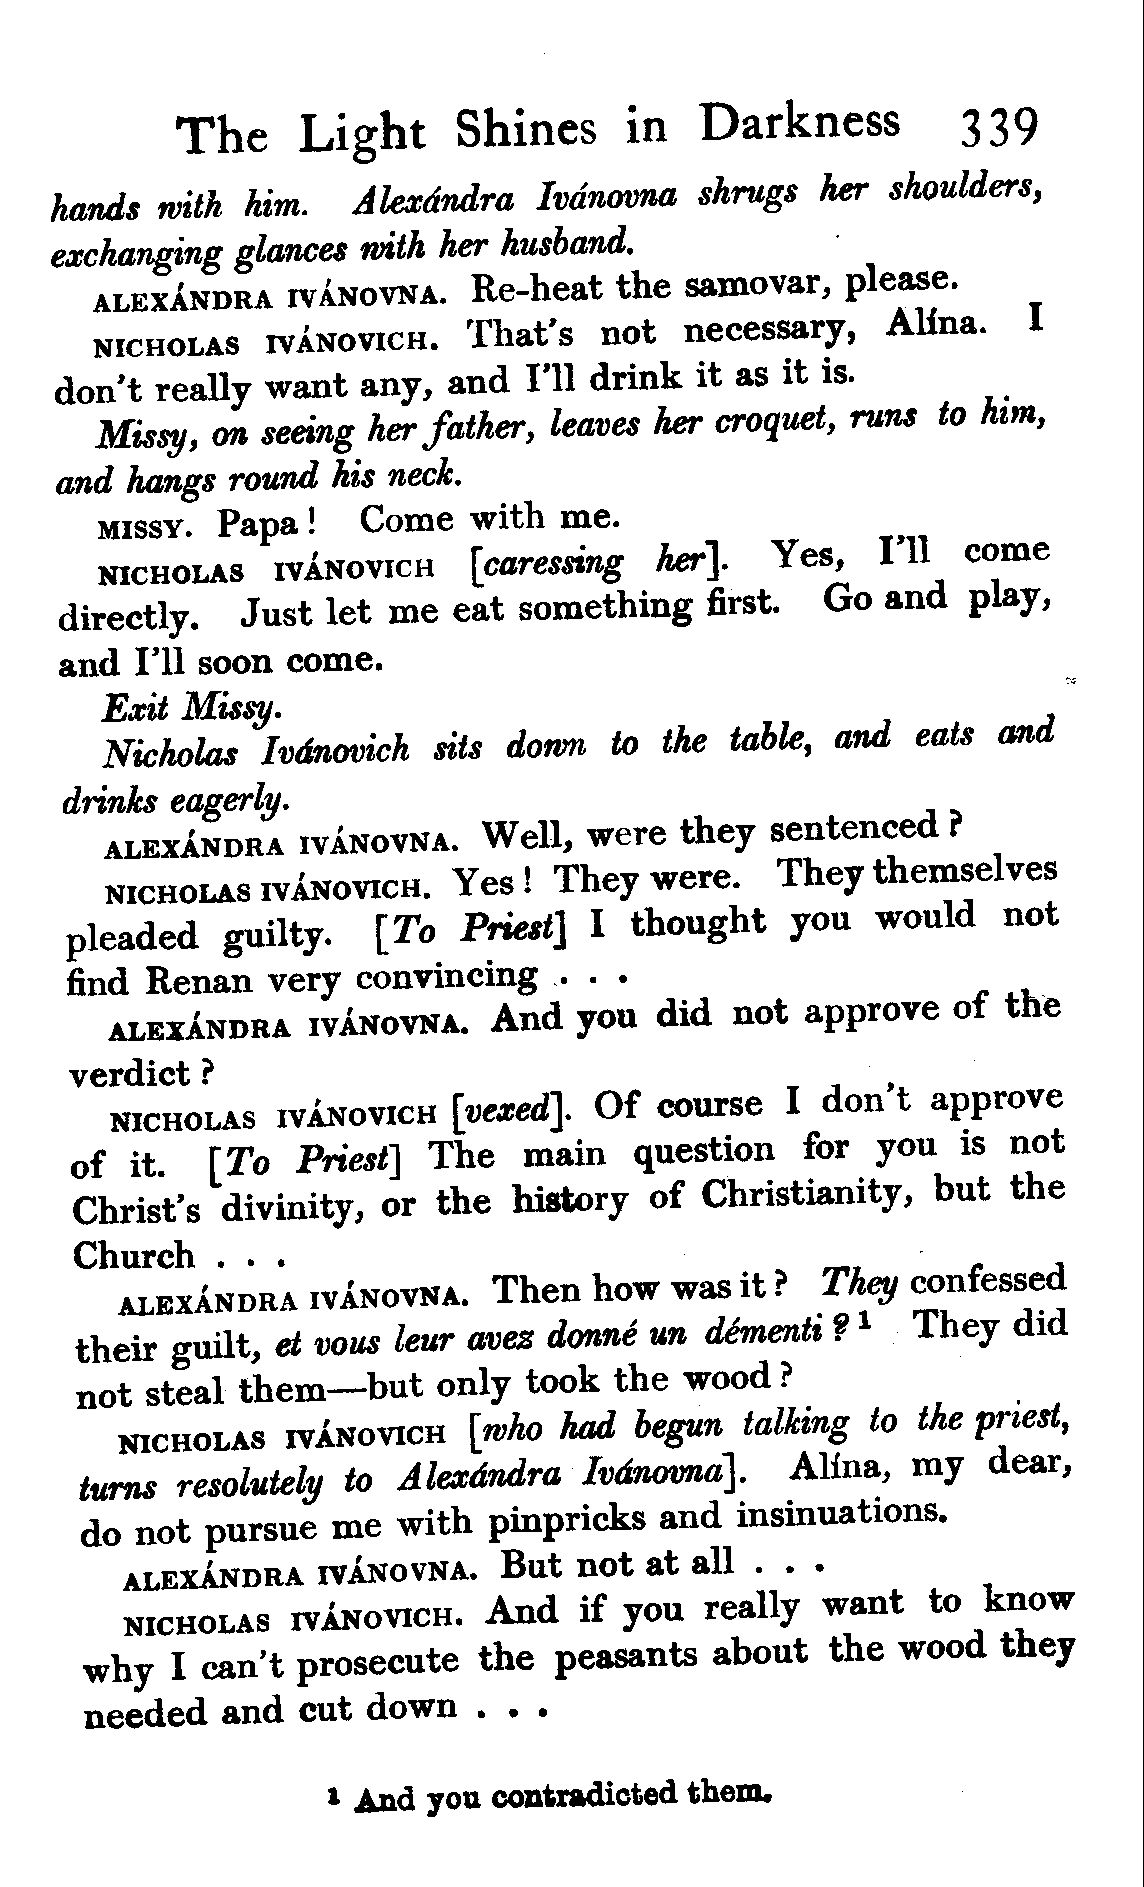 The Light Shines in Darkness 339
hands with him. Alexándra Ivánovna shrugs her shoulders,
exchanging glances with her husband.
ALEXÁNDRA IVÁNOVNA. Re-heat the samovar, please.
NICHOLAS IVÁNOVICH. That's not necessary, Alína. I
don't really want any, and I'll drink it as it is.
Missy, on seeing her father, leaves her croquet, runs to him,
and hangs round his neck.
MISSY. Papa! Come with me.
NICHOLAS IVÁNOVICH [caressing her]. Yes, I'll come
directly. Just let me eat something first. Go and play,
and I'll soon come.
Exit Missy.
Nicholas Ivánovich sits down to the table, and eats and
drinks eagerly.
ALEXÁNDRA IVÁNOVNA. Well, were they sentenced?
NICHOLAS IVÁNOVICH. Yes! They were. They themselves
pleaded guilty. [To Priest] I thought you would not
find Renan very convincing . . .
ALEXÁNDRA IVÁNOVNA. And you did not approve of the
verdict?
NICHOLAS IVÁNOVICH [vexed]. Of course I don't approve
of it. [To Priest] The main question for you is not
Christ's divinity, or the history of Christianity, but the
Church . . .
ALEXÁNDRA IVÁNOVNA. Then how was it? They confessed
their guilt, et vous leur avez donné un démenti?¹ They did
not steal them—but only took the wood?
NICHOLAS IVÁNOVICH [who had begun talking to the priest,
turns resolutely to Alexándra Ivánovna]. Alína, my dear,
do not pursue me with pinpricks and insinuations.
ALEXÁNDRA IVÁNOVNA. But not at all . . .
NICHOLAS IVÁNOVICH. And if you really want to know
why I can't prosecute the peasants about the wood they
needed and cut down . . .
¹ And you contradicted them.